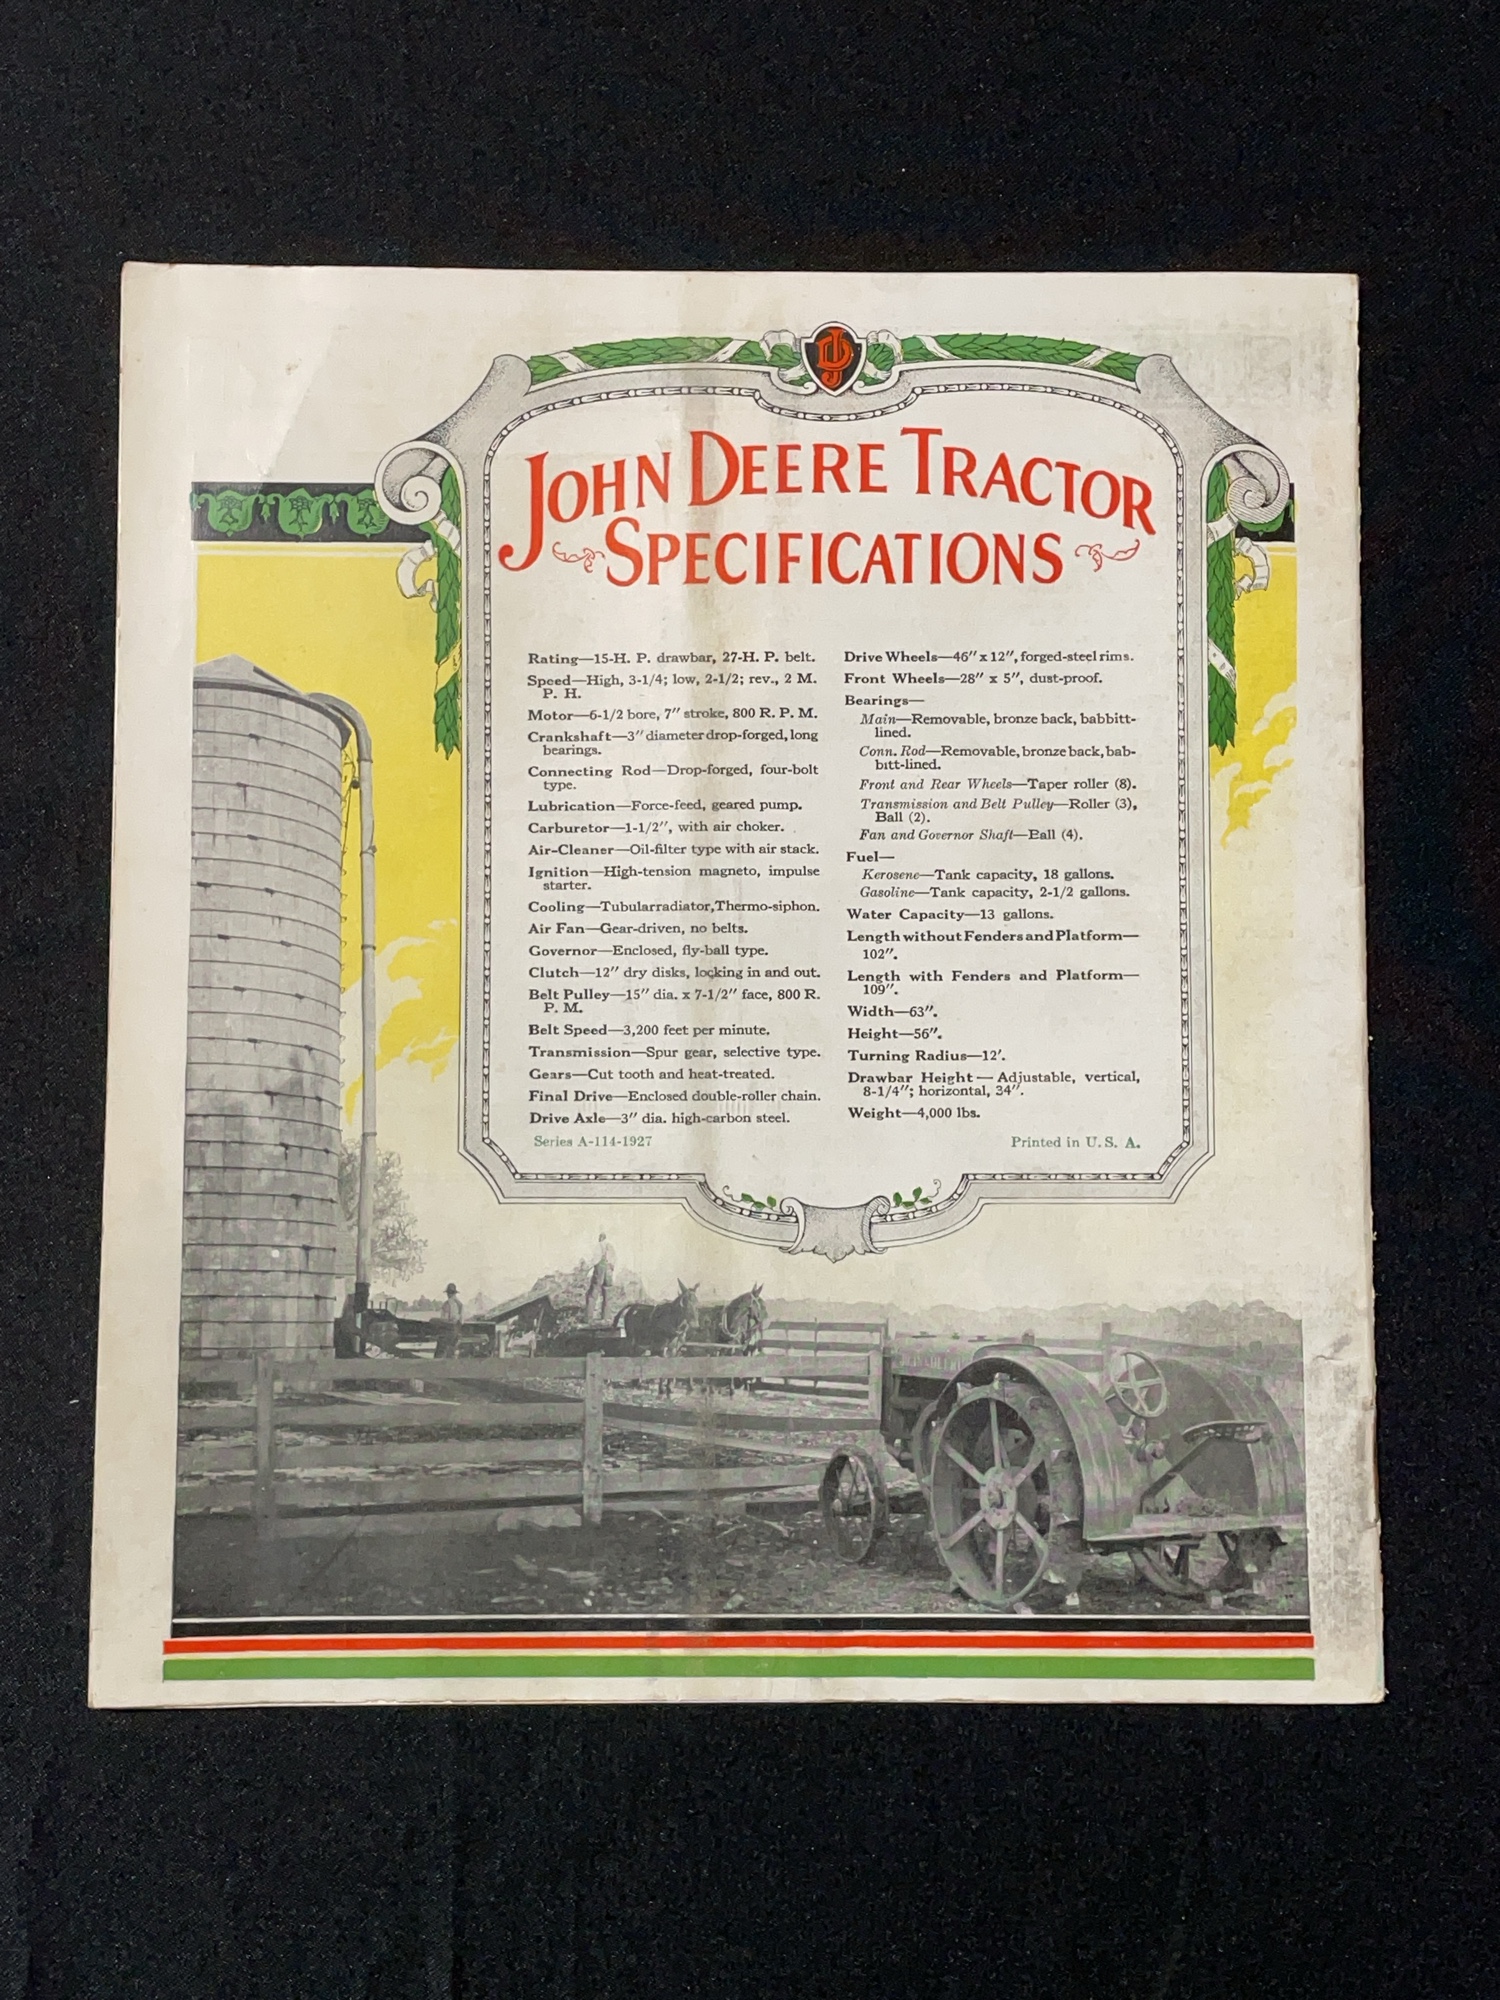 JD
JOHN DEERE TRACTOR
SPECIFICATIONS
Rating—15-H. P. drawbar, 27-H. P. belt.
Speed—High, 3-1/4; low, 2-1/2; rev., 2 M.
P. H.
Motor—6-1/2 bore, 7″ stroke, 800 R. P. M.
Crankshaft—3″ diameter drop-forged, long
bearings.
Connecting Rod—Drop-forged, four-bolt
type.
Lubrication—Force-feed, geared pump.
Carburetor—1-1/2″, with air choker.
Air-Cleaner—Oil-filter type with air stack.
Ignition—High-tension magneto, impulse
starter.
Cooling—Tubular radiator, Thermo-siphon.
Air Fan—Gear-driven, no belts.
Governor—Enclosed, fly-ball type.
Clutch—12″ dry disks, locking in and out.
Belt Pulley—15″ dia. x 7-1/2″ face, 800 R.
P. M.
Belt Speed—3,200 feet per minute.
Transmission—Spur gear, selective type.
Gears—Cut tooth and heat-treated.
Final Drive—Enclosed double-roller chain.
Drive Axle—3″ dia. high-carbon steel.
Series A-114-1927
Drive Wheels—46″ x 12″, forged-steel rims.
Front Wheels—28″ x 5″, dust-proof.
Bearings—
Main—Removable, bronze back, babbitt-
lined.
Conn. Rod—Removable, bronze back, bab-
bitt-lined.
Front and Rear Wheels—Taper roller (8).
Transmission and Belt Pulley—Roller (3),
Ball (2).
Fan and Governor Shaft—Ball (4).
Fuel—
Kerosene—Tank capacity, 18 gallons.
Gasoline—Tank capacity, 2-1/2 gallons.
Water Capacity—13 gallons.
Length without Fenders and Platform—
102″.
Length with Fenders and Platform—
109″.
Width—63″.
Height—56″.
Turning Radius—12′.
Drawbar Height—Adjustable, vertical,
8-1/4″; horizontal, 34″.
Weight—4,000 lbs.
Printed in U. S. A.